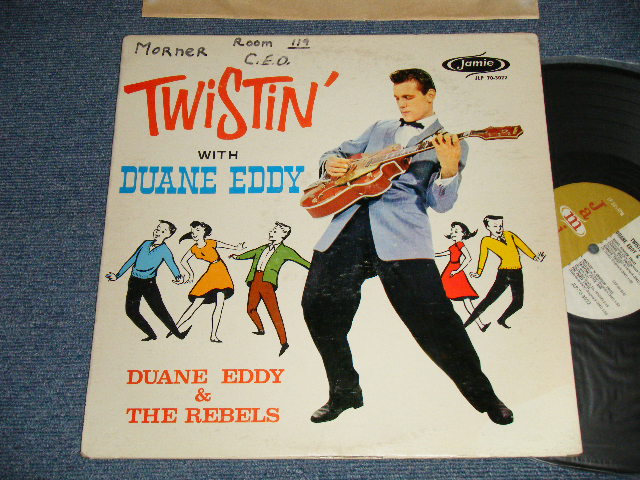 Morner Room 119
C.E.O.
Jamie
JLP 70-3022
TWiSTiN'
WITH
DUANE EDDY
DUANE EDDY
&
THE REBELS